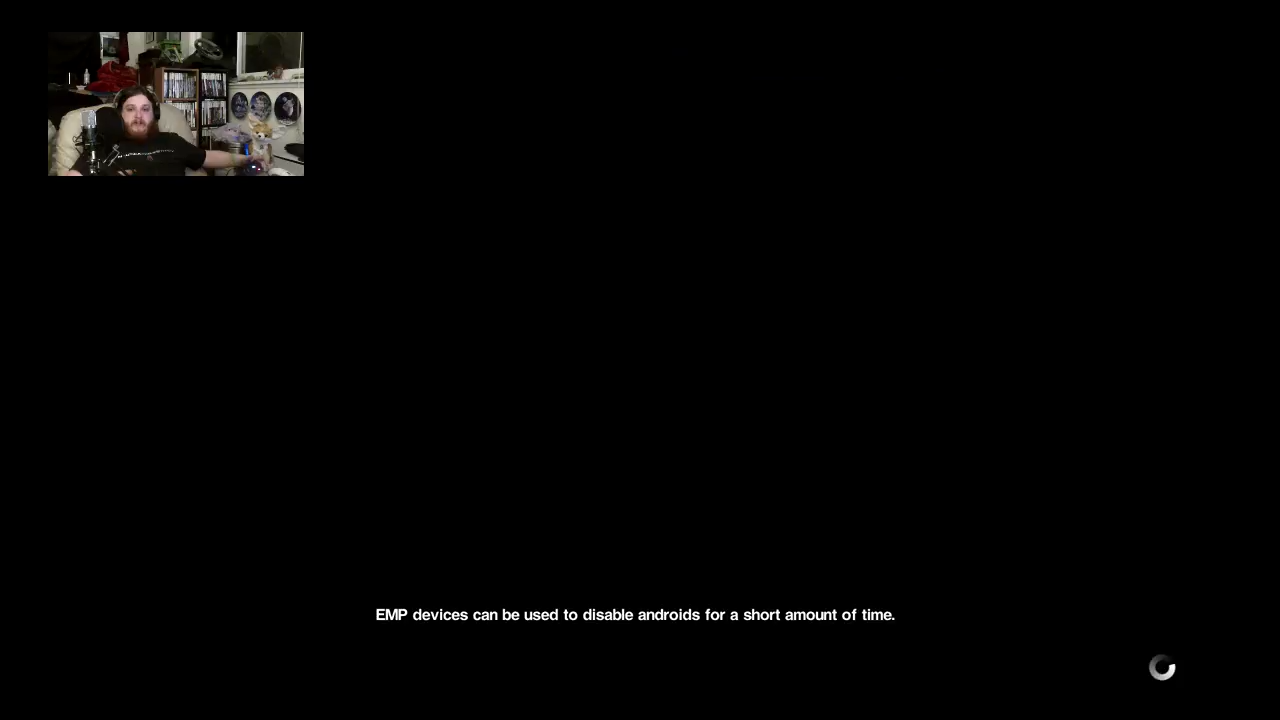 EMP devices can be used to disable androids for a short amount of time.